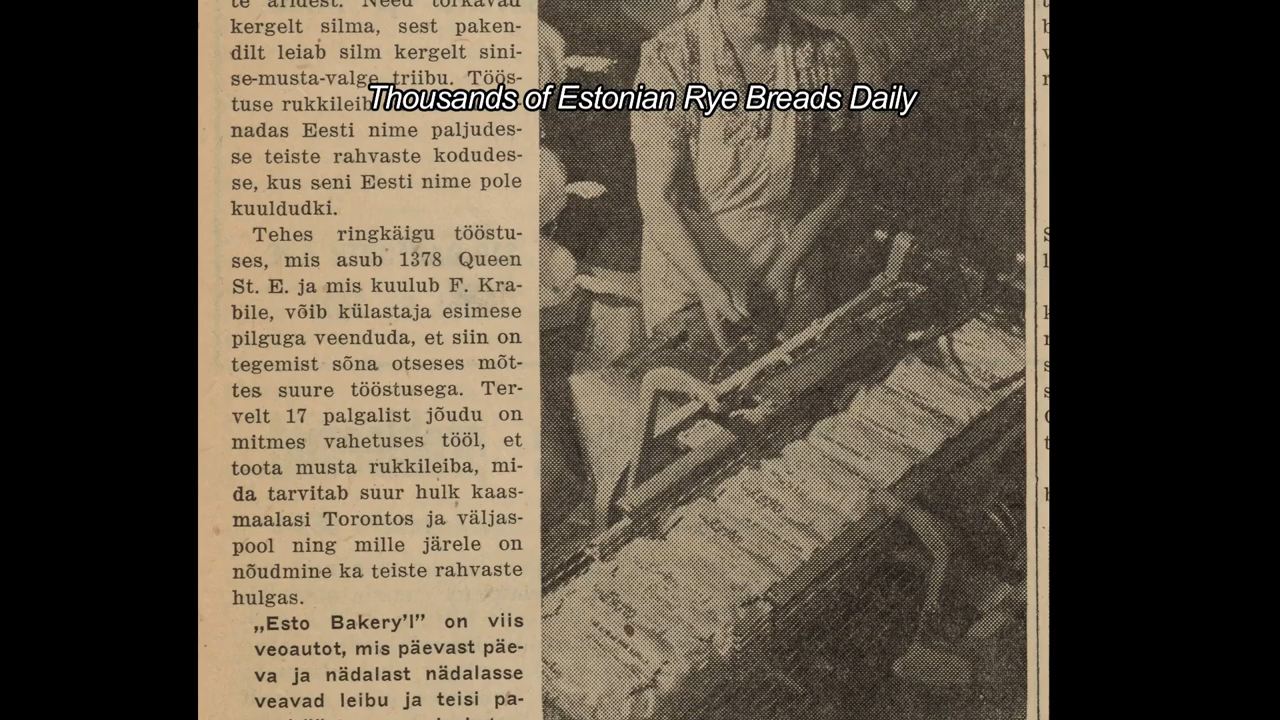 te äridest. Need torkavad
kergelt silma, sest paken-
dilt leiab silm kergelt sini-
se-musta-valge triibu. Töös-
Thousands of Estonian Rye Breads Daily
tuse rukkileib
nadas Eesti nime paljudes-
se teiste rahvaste kodudes-
se, kus seni Eesti nime pole
kuuldudki.
Tehes ringkäigu tööstu-
ses, mis asub 1378 Queen
St. E. ja mis kuulub F. Kra-
bile, võib külastaja esimese
pilguga veenduda, et siin on
tegemist sõna otseses mõt-
tes suure tööstusega. Ter-
velt 17 palgalist jõudu on
mitmes vahetuses tööl, et
toota musta rukkileiba, mi-
da tarvitab suur hulk kaas-
maalasi Torontos ja väljas-
pool ning mille järele on
nõudmine ka teiste rahvaste
hulgas.
„Esto Bakery'l” on viis
veoautot, mis päevast päe-
va ja nädalast nädalasse
veavad leibu ja teisi pa-